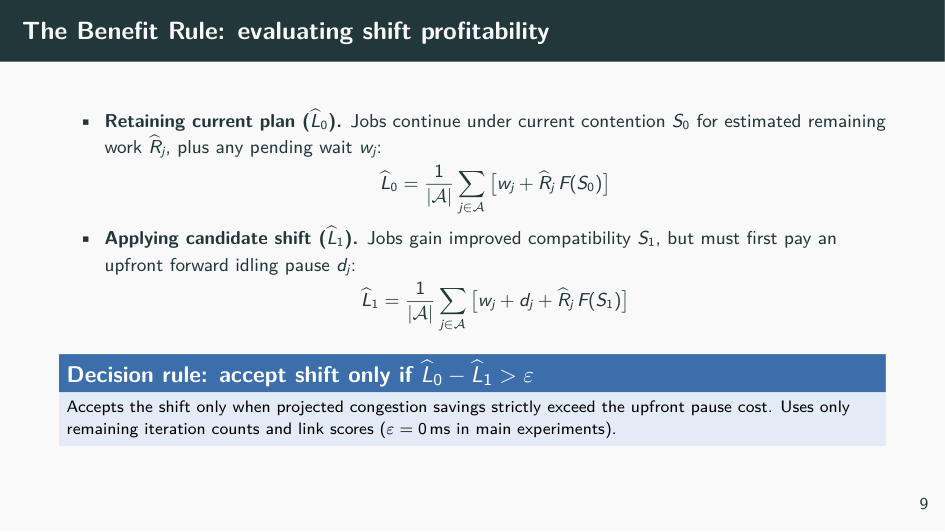 The Benefit Rule: evaluating shift profitability
▪ Retaining current plan (L̂₀). Jobs continue under current contention S₀ for estimated remaining
work R̂ⱼ, plus any pending wait wⱼ:
L̂₀ = 1/|𝒜| ∑_{j∈𝒜} [wⱼ + R̂ⱼ F(S₀)]
▪ Applying candidate shift (L̂₁). Jobs gain improved compatibility S₁, but must first pay an
upfront forward idling pause dⱼ:
L̂₁ = 1/|𝒜| ∑_{j∈𝒜} [wⱼ + dⱼ + R̂ⱼ F(S₁)]
Decision rule: accept shift only if L̂₀ − L̂₁ > ε
Accepts the shift only when projected congestion savings strictly exceed the upfront pause cost. Uses only
remaining iteration counts and link scores (ε = 0 ms in main experiments).
9